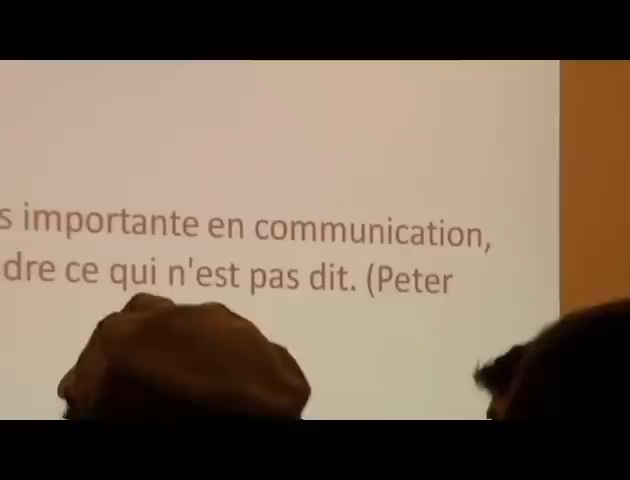 s importante en communication,
dre ce qui n'est pas dit. (Peter